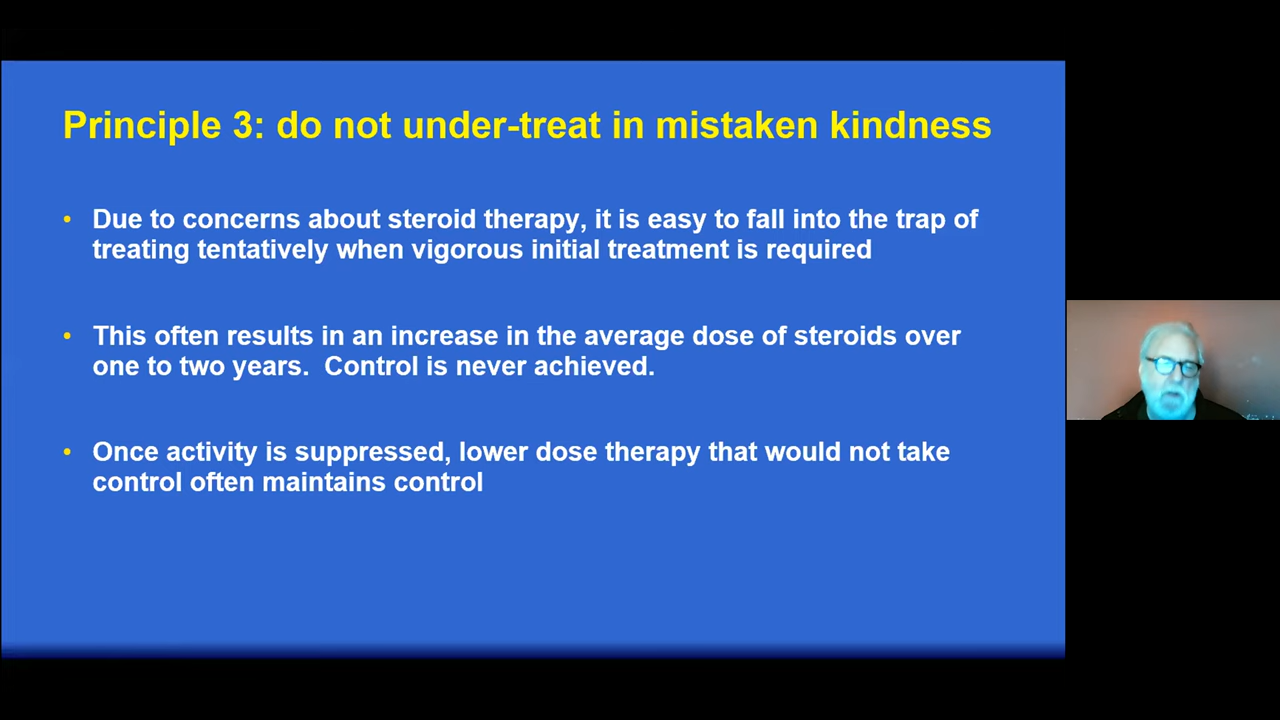 Principle 3: do not under-treat in mistaken kindness
• Due to concerns about steroid therapy, it is easy to fall into the trap of
treating tentatively when vigorous initial treatment is required
• This often results in an increase in the average dose of steroids over
one to two years.  Control is never achieved.
• Once activity is suppressed, lower dose therapy that would not take
control often maintains control